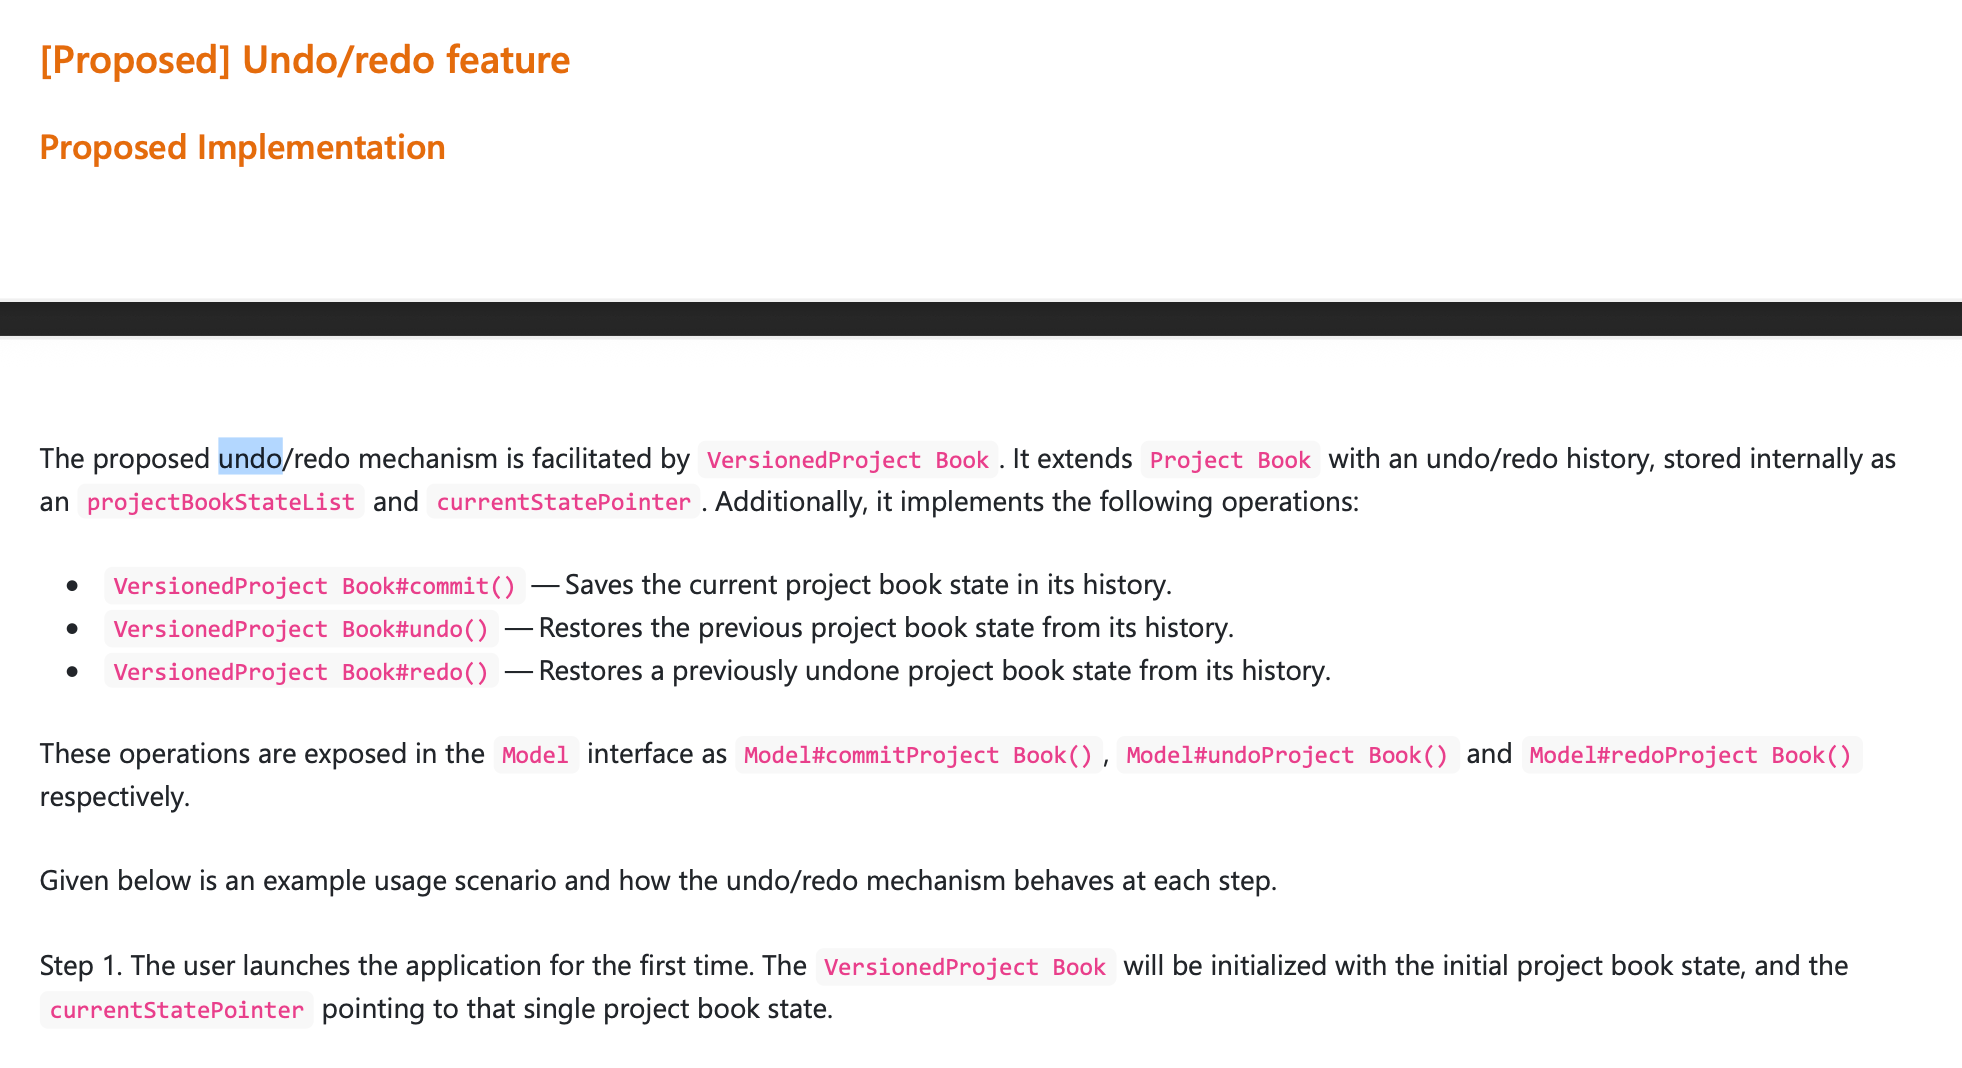 [Proposed] Undo/redo feature
Proposed Implementation
The proposed undo/redo mechanism is facilitated by VersionedProject Book. It extends Project Book with an undo/redo history, stored internally as
an projectBookStateList and currentStatePointer. Additionally, it implements the following operations:
• VersionedProject Book#commit() — Saves the current project book state in its history.
• VersionedProject Book#undo() — Restores the previous project book state from its history.
• VersionedProject Book#redo() — Restores a previously undone project book state from its history.
These operations are exposed in the Model interface as Model#commitProject Book(), Model#undoProject Book() and Model#redoProject Book()
respectively.
Given below is an example usage scenario and how the undo/redo mechanism behaves at each step.
Step 1. The user launches the application for the first time. The VersionedProject Book will be initialized with the initial project book state, and the
currentStatePointer pointing to that single project book state.